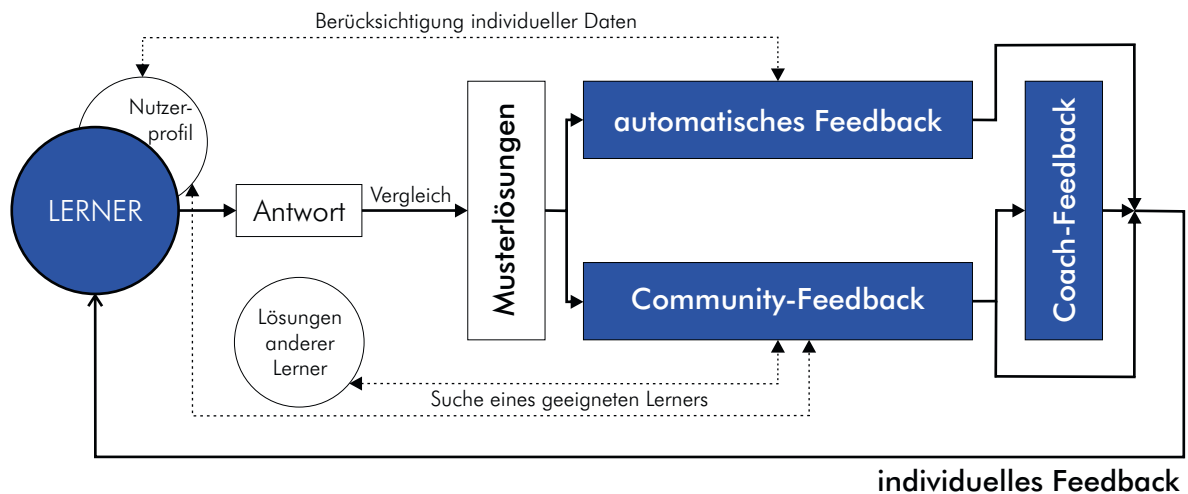 Berücksichtigung individueller Daten
Nutzer-
profil
automatisches Feedback
LERNER
Antwort
Vergleich
Musterlösungen
Coach-Feedback
Community-Feedback
Lösungen
anderer
Lerner
Suche eines geeigneten Lerners
individuelles Feedback